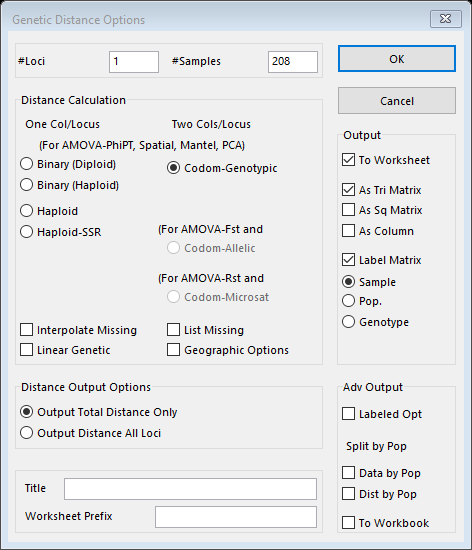 Genetic Distance Options
#Loci 1 #Samples 208
OK
Cancel
Distance Calculation
One Col/Locus Two Cols/Locus
(For AMOVA-PhiPT, Spatial, Mantel, PCA)
Binary (Diploid) Codom-Genotypic
Binary (Haploid)
Haploid
Haploid-SSR (For AMOVA-Fst and
Codom-Allelic
(For AMOVA-Rst and
Codom-Microsat
Interpolate Missing List Missing
Linear Genetic Geographic Options
Output
To Worksheet
As Tri Matrix
As Sq Matrix
As Column
Label Matrix
Sample
Pop.
Genotype
Distance Output Options
Output Total Distance Only
Output Distance All Loci
Adv Output
Labeled Opt
Split by Pop
Data by Pop
Dist by Pop
To Workbook
Title
Worksheet Prefix